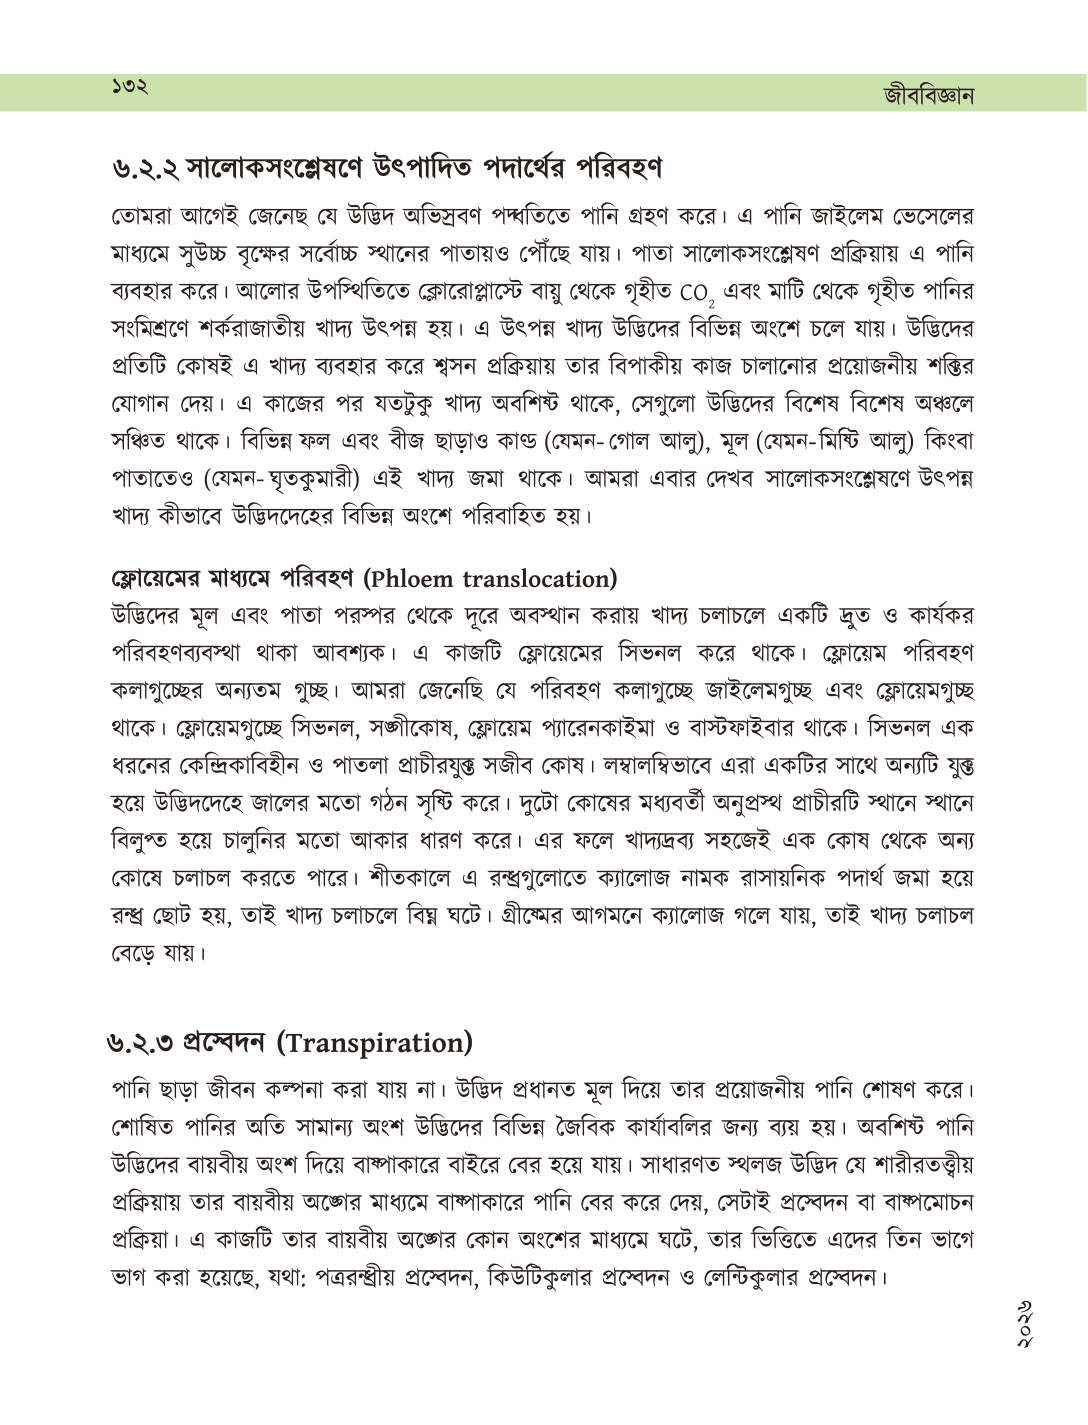 ১৩২
জীববিজ্ঞান
৬.২.২ সালোকসংশ্লেষণে উৎপাদিত পদার্থের পরিবহণ
তোমরা আগেই জেনেছ যে উদ্ভিদ অভিস্রবণ পদ্ধতিতে পানি গ্রহণ করে। এ পানি জাইলেম ভেসেলের
মাধ্যমে সুউচ্চ বৃক্ষের সর্বোচ্চ স্থানের পাতায়ও পৌঁছে যায়। পাতা সালোকসংশ্লেষণ প্রক্রিয়ায় এ পানি
ব্যবহার করে। আলোর উপস্থিতিতে ক্লোরোপ্লাস্টে বায়ু থেকে গৃহীত CO₂ এবং মাটি থেকে গৃহীত পানির
সংমিশ্রণে শর্করাজাতীয় খাদ্য উৎপন্ন হয়। এ উৎপন্ন খাদ্য উদ্ভিদের বিভিন্ন অংশে চলে যায়। উদ্ভিদের
প্রতিটি কোষই এ খাদ্য ব্যবহার করে শ্বসন প্রক্রিয়ায় তার বিপাকীয় কাজ চালানোর প্রয়োজনীয় শক্তির
যোগান দেয়। এ কাজের পর যতটুকু খাদ্য অবশিষ্ট থাকে, সেগুলো উদ্ভিদের বিশেষ বিশেষ অঞ্চলে
সঞ্চিত থাকে। বিভিন্ন ফল এবং বীজ ছাড়াও কাণ্ড (যেমন-গোল আলু), মূল (যেমন-মিষ্টি আলু) কিংবা
পাতাতেও (যেমন-ঘৃতকুমারী) এই খাদ্য জমা থাকে। আমরা এবার দেখব সালোকসংশ্লেষণে উৎপন্ন
খাদ্য কীভাবে উদ্ভিদদেহের বিভিন্ন অংশে পরিবাহিত হয়।
ফ্লোয়েমের মাধ্যমে পরিবহণ (Phloem translocation)
উদ্ভিদের মূল এবং পাতা পরস্পর থেকে দূরে অবস্থান করায় খাদ্য চলাচলে একটি দ্রুত ও কার্যকর
পরিবহণব্যবস্থা থাকা আবশ্যক। এ কাজটি ফ্লোয়েমের সিভনল করে থাকে। ফ্লোয়েম পরিবহণ
কলাগুচ্ছের অন্যতম গুচ্ছ। আমরা জেনেছি যে পরিবহণ কলাগুচ্ছে জাইলেমগুচ্ছ এবং ফ্লোয়েমগুচ্ছ
থাকে। ফ্লোয়েমগুচ্ছে সিভনল, সঙ্গীকোষ, ফ্লোয়েম প্যারেনকাইমা ও বাস্টফাইবার থাকে। সিভনল এক
ধরনের কেন্দ্রিকাবিহীন ও পাতলা প্রাচীরযুক্ত সজীব কোষ। লম্বালম্বিভাবে এরা একটির সাথে অন্যটি যুক্ত
হয়ে উদ্ভিদদেহে জালের মতো গঠন সৃষ্টি করে। দুটো কোষের মধ্যবর্তী অনুপ্রস্থ প্রাচীরটি স্থানে স্থানে
বিলুপ্ত হয়ে চালুনির মতো আকার ধারণ করে। এর ফলে খাদ্যদ্রব্য সহজেই এক কোষ থেকে অন্য
কোষে চলাচল করতে পারে। শীতকালে এ রন্ধ্রগুলোতে ক্যালোজ নামক রাসায়নিক পদার্থ জমা হয়ে
রন্ধ্র ছোট হয়, তাই খাদ্য চলাচলে বিঘ্ন ঘটে। গ্রীষ্মের আগমনে ক্যালোজ গলে যায়, তাই খাদ্য চলাচল
বেড়ে যায়।
৬.২.৩ প্রস্বেদন (Transpiration)
পানি ছাড়া জীবন কল্পনা করা যায় না। উদ্ভিদ প্রধানত মূল দিয়ে তার প্রয়োজনীয় পানি শোষণ করে।
শোষিত পানির অতি সামান্য অংশ উদ্ভিদের বিভিন্ন জৈবিক কার্যাবলির জন্য ব্যয় হয়। অবশিষ্ট পানি
উদ্ভিদের বায়বীয় অংশ দিয়ে বাষ্পাকারে বাইরে বের হয়ে যায়। সাধারণত স্থলজ উদ্ভিদ যে শারীরতত্ত্বীয়
প্রক্রিয়ায় তার বায়বীয় অঙ্গের মাধ্যমে বাষ্পাকারে পানি বের করে দেয়, সেটাই প্রস্বেদন বা বাষ্পমোচন
প্রক্রিয়া। এ কাজটি তার বায়বীয় অঙ্গের কোন অংশের মাধ্যমে ঘটে, তার ভিত্তিতে এদের তিন ভাগে
ভাগ করা হয়েছে, যথা: পত্ররন্ধ্রীয় প্রস্বেদন, কিউটিকুলার প্রস্বেদন ও লেন্টিকুলার প্রস্বেদন।
২০২৬